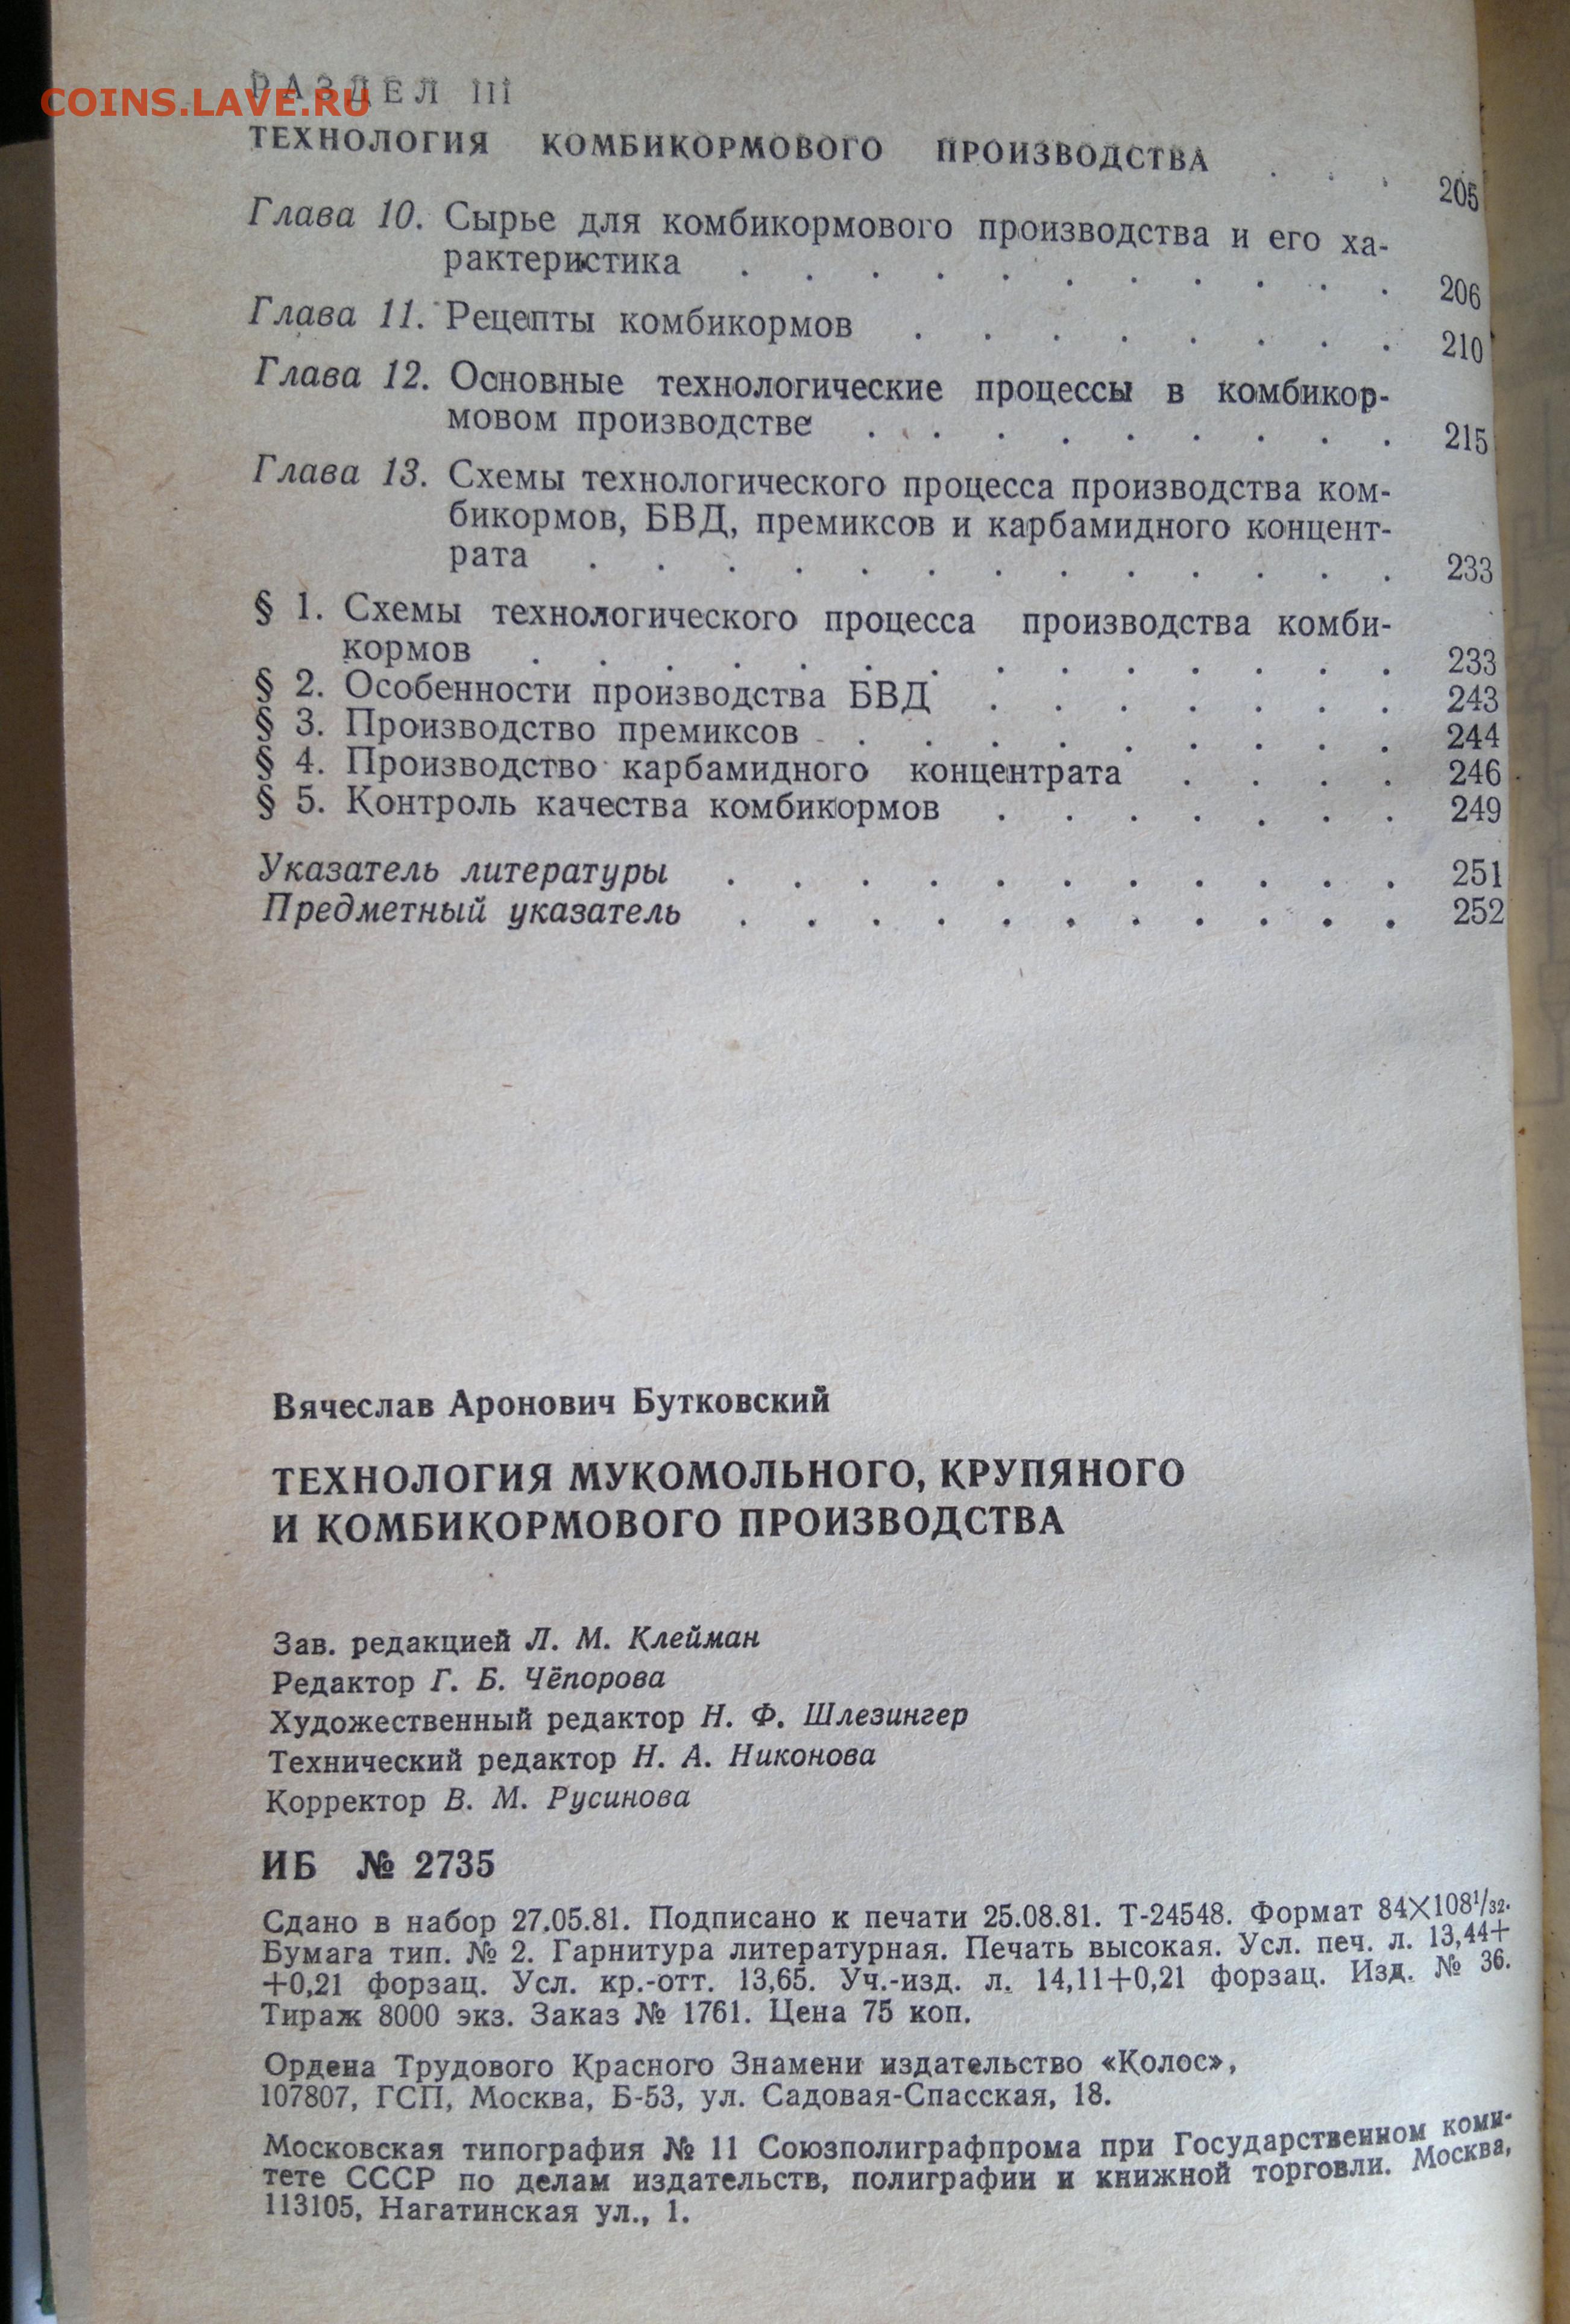 COINS.LAVE.RU
РАЗДЕЛ III
ТЕХНОЛОГИЯ КОМБИКОРМОВОГО ПРОИЗВОДСТВА . . . 205
Глава 10. Сырье для комбикормового производства и его ха-
рактеристика . . . . . . . . . . . 206
Глава 11. Рецепты комбикормов . . . . . . . . 210
Глава 12. Основные технологические процессы в комбикор-
мовом производстве . . . . . . . . . 215
Глава 13. Схемы технологического процесса производства ком-
бикормов, БВД, премиксов и карбамидного концент-
рата . . . . . . . . . . . . . 233
§ 1. Схемы технологического процесса производства комби-
кормов . . . . . . . . . . . . . . 233
§ 2. Особенности производства БВД . . . . . . . 243
§ 3. Производство премиксов . . . . . . . . . 244
§ 4. Производство карбамидного концентрата . . . . 246
§ 5. Контроль качества комбикормов . . . . . . . 249
Указатель литературы . . . . . . . . . . . 251
Предметный указатель . . . . . . . . . . . 252
Вячеслав Аронович Бутковский
ТЕХНОЛОГИЯ МУКОМОЛЬНОГО, КРУПЯНОГО
И КОМБИКОРМОВОГО ПРОИЗВОДСТВА
Зав. редакцией Л. М. Клейман
Редактор Г. Б. Чёпорова
Художественный редактор Н. Ф. Шлезингер
Технический редактор Н. А. Никонова
Корректор В. М. Русинова
ИБ № 2735
Сдано в набор 27.05.81. Подписано к печати 25.08.81. Т-24548. Формат 84×108¹/₃₂.
Бумага тип. № 2. Гарнитура литературная. Печать высокая. Усл. печ. л. 13,44+
+0,21 форзац. Усл. кр.-отт. 13,65. Уч.-изд. л. 14,11+0,21 форзац. Изд. № 36.
Тираж 8000 экз. Заказ № 1761. Цена 75 коп.
Ордена Трудового Красного Знамени издательство «Колос»,
107807, ГСП, Москва, Б-53, ул. Садовая-Спасская, 18.
Московская типография № 11 Союзполиграфпрома при Государственном коми-
тете СССР по делам издательств, полиграфии и книжной торговли. Москва,
113105, Нагатинская ул., 1.